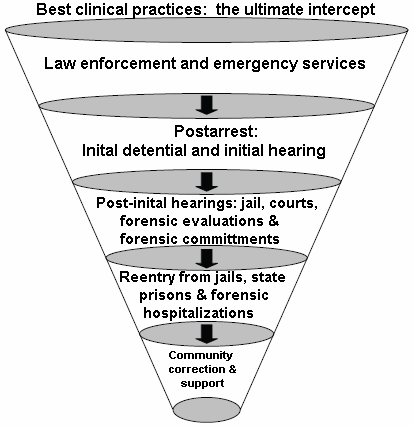 Best clinical practices: the ultimate intercept
Law enforcement and emergency services
Postarrest:
Inital detential and initial hearing
Post-inital hearings: jail, courts,
forensic evaluations &
forensic committments
Reentry from jails, state
prisons & forensic
hospitalizations
Community
correction &
support